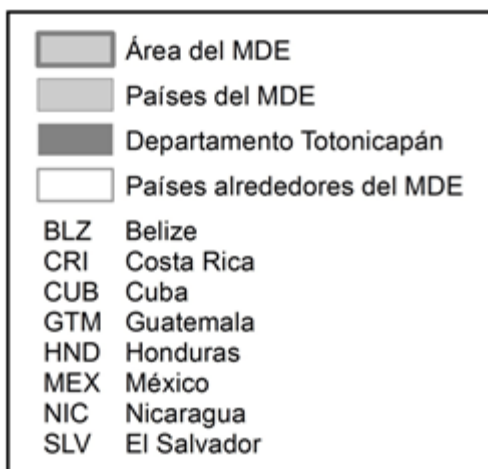 Área del MDE
Países del MDE
Departamento Totonicapán
Países alrededores del MDE
BLZ Belize
CRI Costa Rica
CUB Cuba
GTM Guatemala
HND Honduras
MEX México
NIC Nicaragua
SLV El Salvador